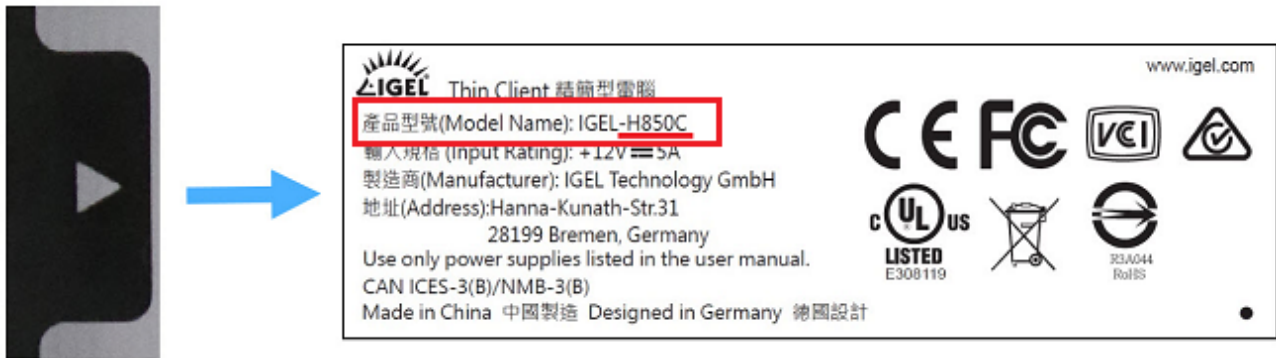 IGEL
Thin Client 精簡型電腦
www.igel.com
產品型號(Model Name): IGEL-H850C
輸入規格 (Input Rating): +12V 5A
製造商(Manufacturer): IGEL Technology GmbH
地址(Address):Hanna-Kunath-Str.31
28199 Bremen, Germany
Use only power supplies listed in the user manual.
CAN ICES-3(B)/NMB-3(B)
Made in China 中國製造 Designed in Germany 德國設計
CE FC VCI
C UL US
LISTED
E308119
R3A044
RoHS